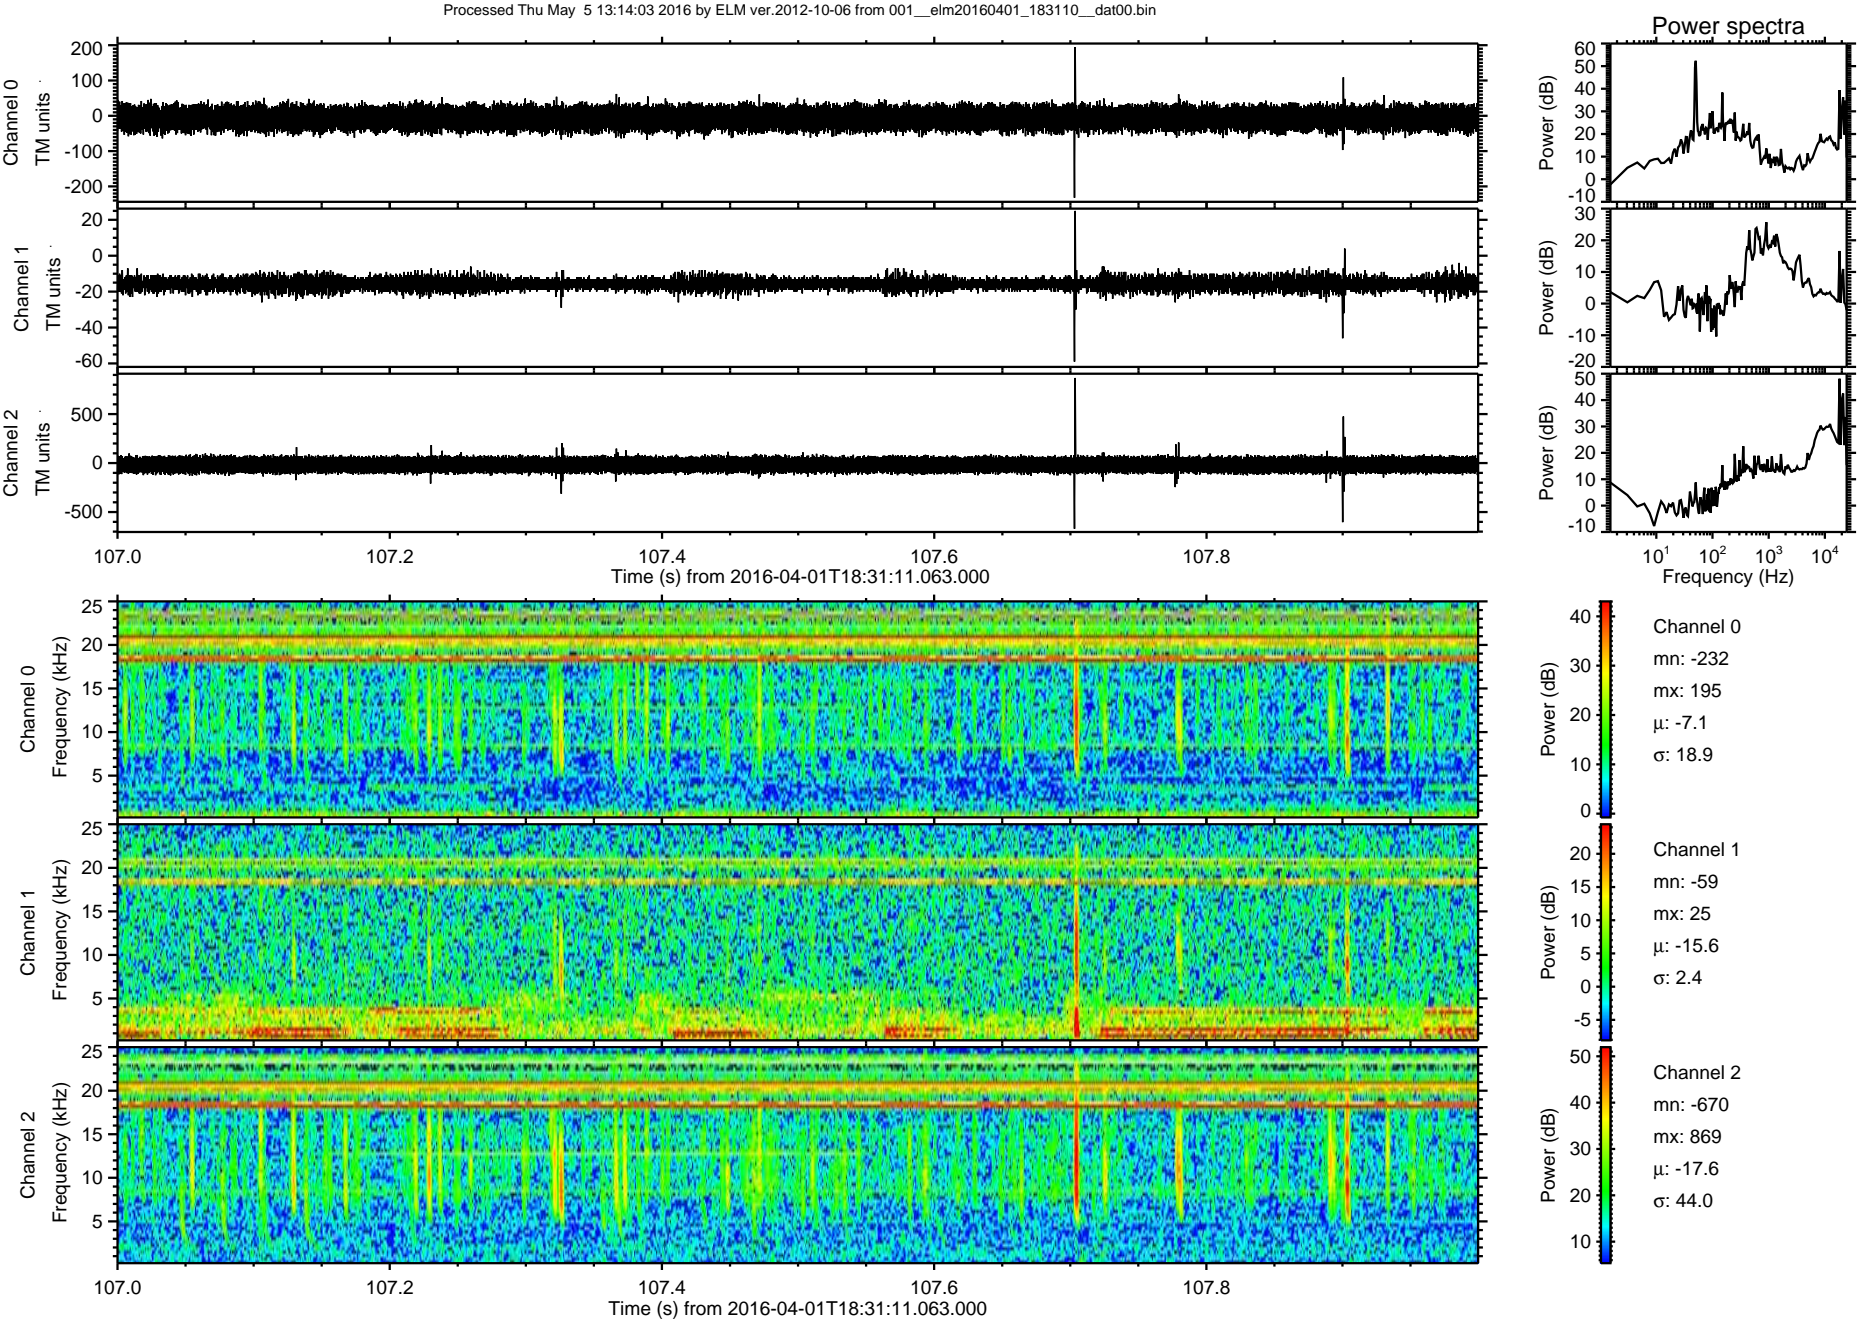 Processed Thu May  5 13:14:03 2016 by ELM ver.2012-10-06 from 001__elm20160401_183110__dat00.bin
Power spectra
Channel 0
TM units
200
100
0
-100
-200
Power (dB)
60
50
40
30
20
10
0
-10
Channel 1
TM units
20
0
-20
-40
-60
Power (dB)
30
20
10
0
-10
-20
Channel 2
TM units
500
0
-500
Power (dB)
50
40
30
20
10
0
-10
107.0 107.2 107.4 107.6 107.8
Time (s) from 2016-04-01T18:31:11.063.000
10¹ 10² 10³ 10⁴
Frequency (Hz)
Channel 0
Frequency (kHz)
25
20
15
10
5
Power (dB)
40
30
20
10
0
Channel 0
mn: -232
mx: 195
μ: -7.1
σ: 18.9
Channel 1
Frequency (kHz)
25
20
15
10
5
Power (dB)
20
15
10
5
0
-5
Channel 1
mn: -59
mx: 25
μ: -15.6
σ: 2.4
Channel 2
Frequency (kHz)
25
20
15
10
5
Power (dB)
50
40
30
20
10
Channel 2
mn: -670
mx: 869
μ: -17.6
σ: 44.0
107.0 107.2 107.4 107.6 107.8
Time (s) from 2016-04-01T18:31:11.063.000